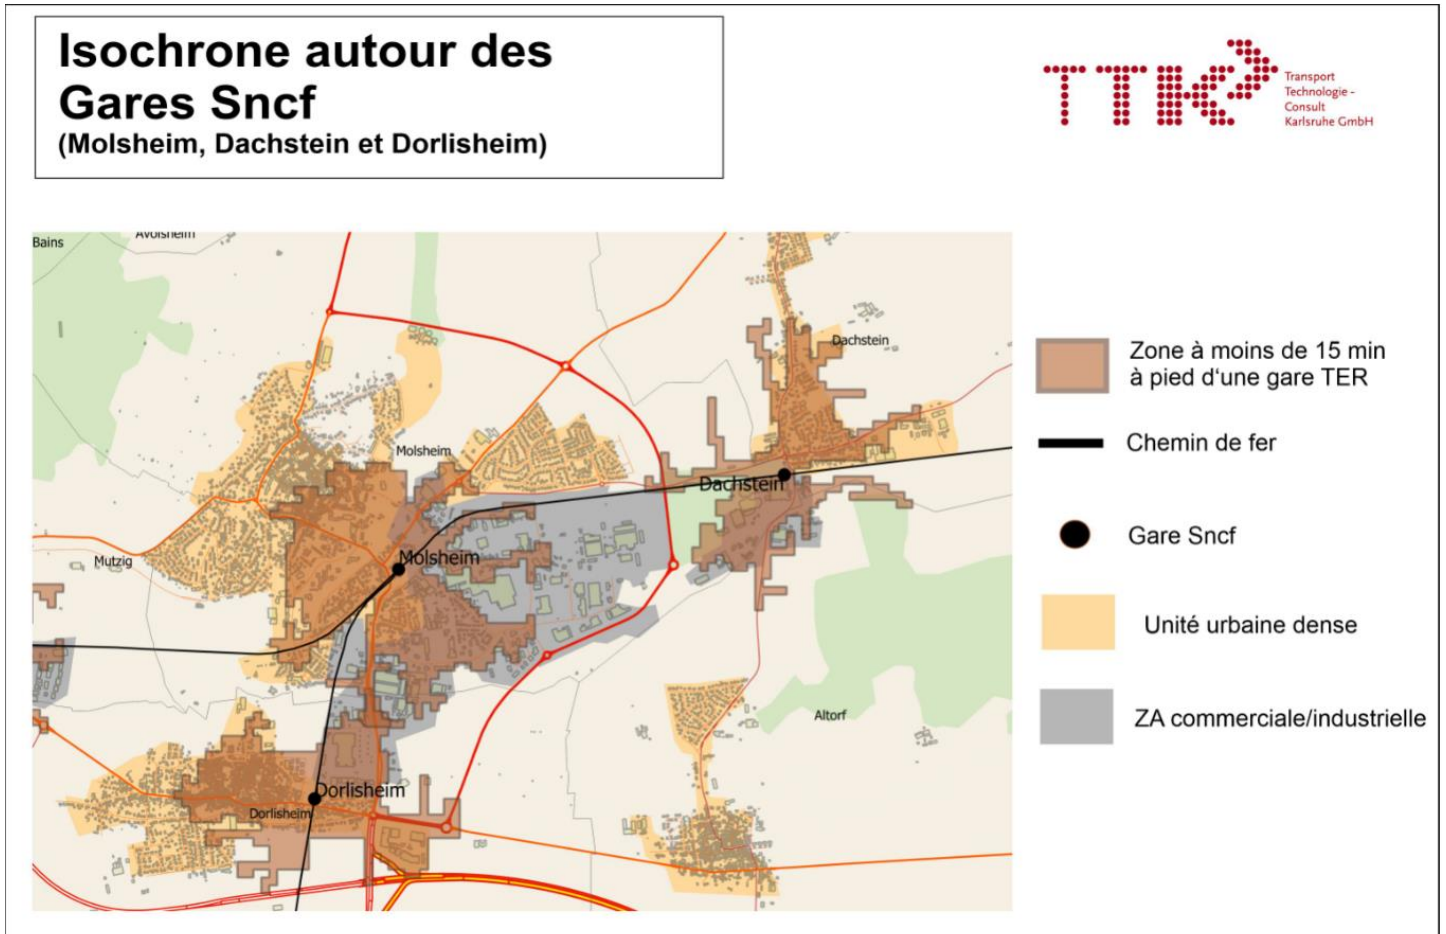 Isochrone autour des
Gares Sncf
(Molsheim, Dachstein et Dorlisheim)
TTK
Transport
Technologie -
Consult
Karlsruhe GmbH
Bains
Avolsheim
Dachstein
Molsheim
Dachstein
Mutzig
Molsheim
Altorf
Dorlisheim
Dorlisheim
Zone à moins de 15 min
à pied d'une gare TER
Chemin de fer
Gare Sncf
Unité urbaine dense
ZA commerciale/industrielle